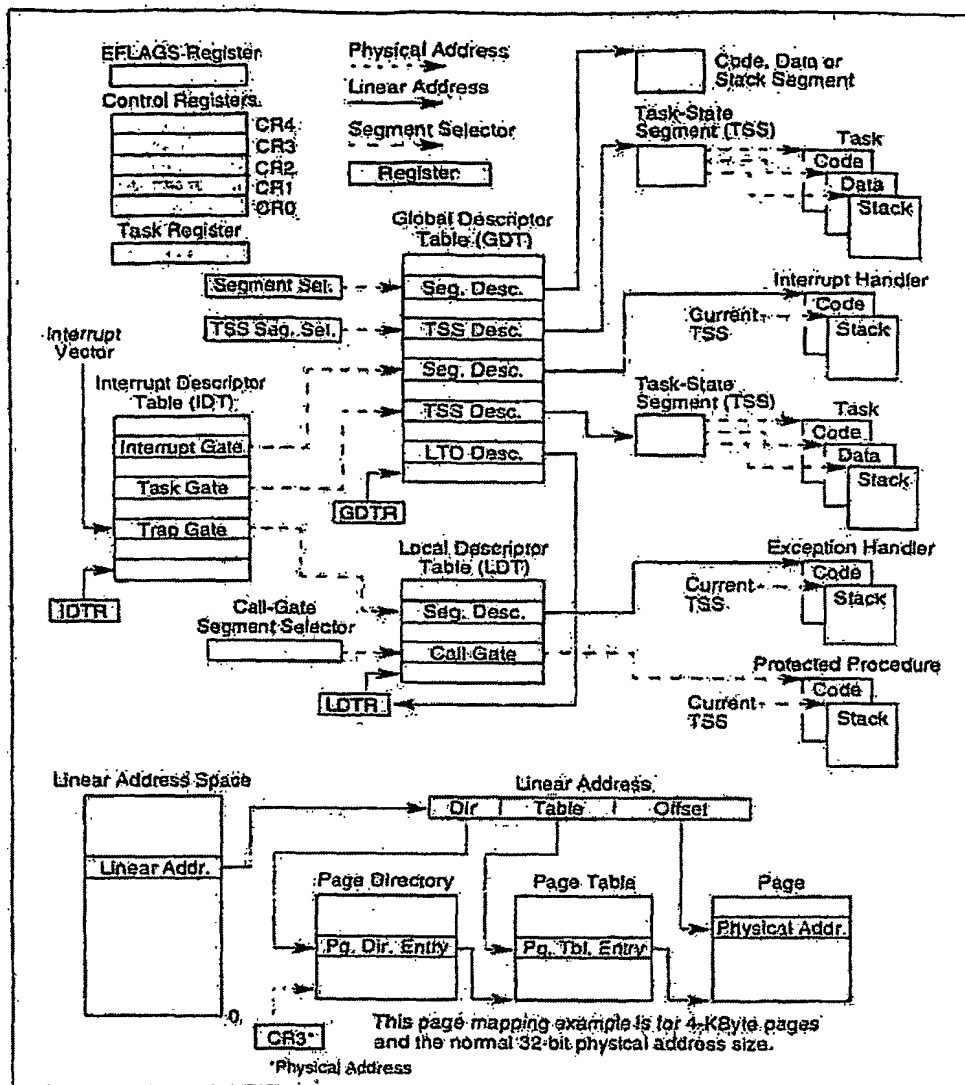 EFLAGS Register
Control Registers
CR4
CR3
CR2
CR1
CR0
Task Register
Physical Address
Linear Address
Segment Selector
Register
Global Descriptor
Table (GDT)
Code, Data or
Stack Segment
Task-State
Segment (TSS)
Task
Code
Data
Stack
Segment Sel.
Seg. Desc.
TSS Seg. Sel.
TSS Desc.
Interrupt Handler
Code
Current
TSS
Stack
Interrupt
Vector
Interrupt Descriptor
Table (IDT)
Seg. Desc.
TSS Desc.
Task-State
Segment (TSS)
Task
Code
Data
Stack
Interrupt Gate
LTD Desc.
Task Gate
GDTR
Trap Gate
Local Descriptor
Table (LDT)
Exception Handler
Code
Current
TSS
Stack
IDTR
Call-Gate
Segment Selector
Seg. Desc.
Call Gate
Protected Procedure
Code
Current
TSS
Stack
LDTR
Linear Address Space
Linear Address
Dir Table Offset
Linear Addr.
Page Directory
Page Table
Page
Physical Addr.
Pg. Dir. Entry
Pg. Tbl. Entry
0
CR3*
*Physical Address
This page mapping example is for 4-KByte pages
and the normal 32-bit physical address size.